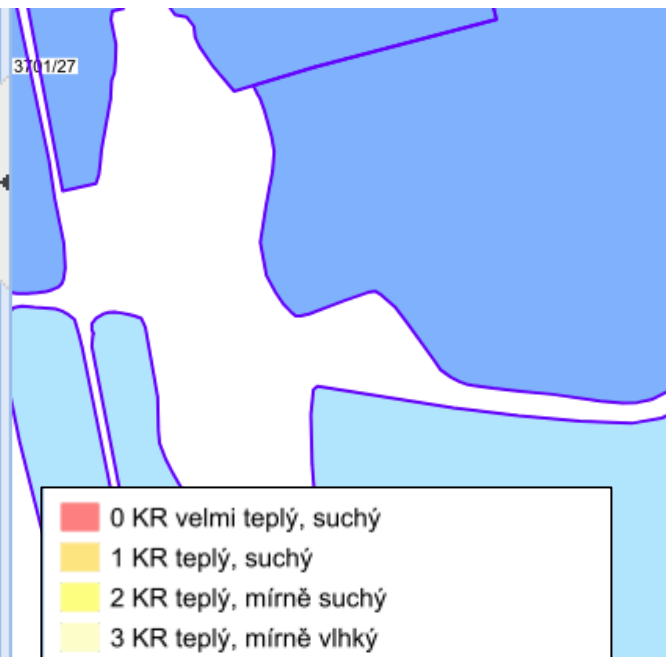 3701/27
0 KR velmi teplý, suchý
1 KR teplý, suchý
2 KR teplý, mírně suchý
3 KR teplý, mírně vlhký